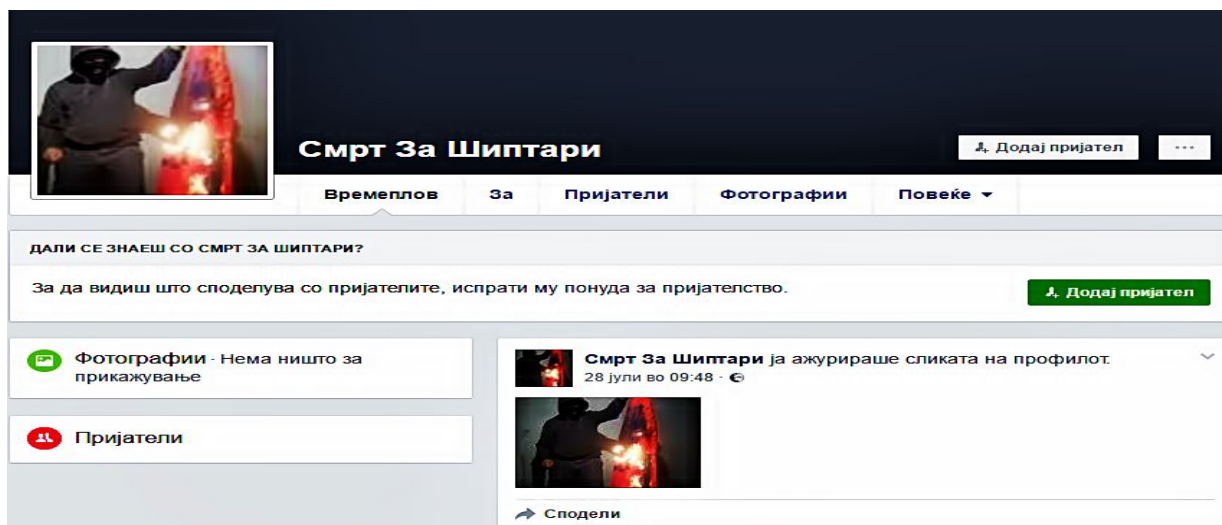 Смрт За Шиптари
Додај пријател
Времеплов За Пријатели Фотографии Повеќе
ДАЛИ СЕ ЗНАЕШ СО СМРТ ЗА ШИПТАРИ?
За да видиш што споделува со пријателите, испрати му понуда за пријателство.
Додај пријател
Фотографии · Нема ништо за
прикажување
Пријатели
Смрт За Шиптари ја ажурираше сликата на профилот.
28 јули во 09:48 ·
Сподели